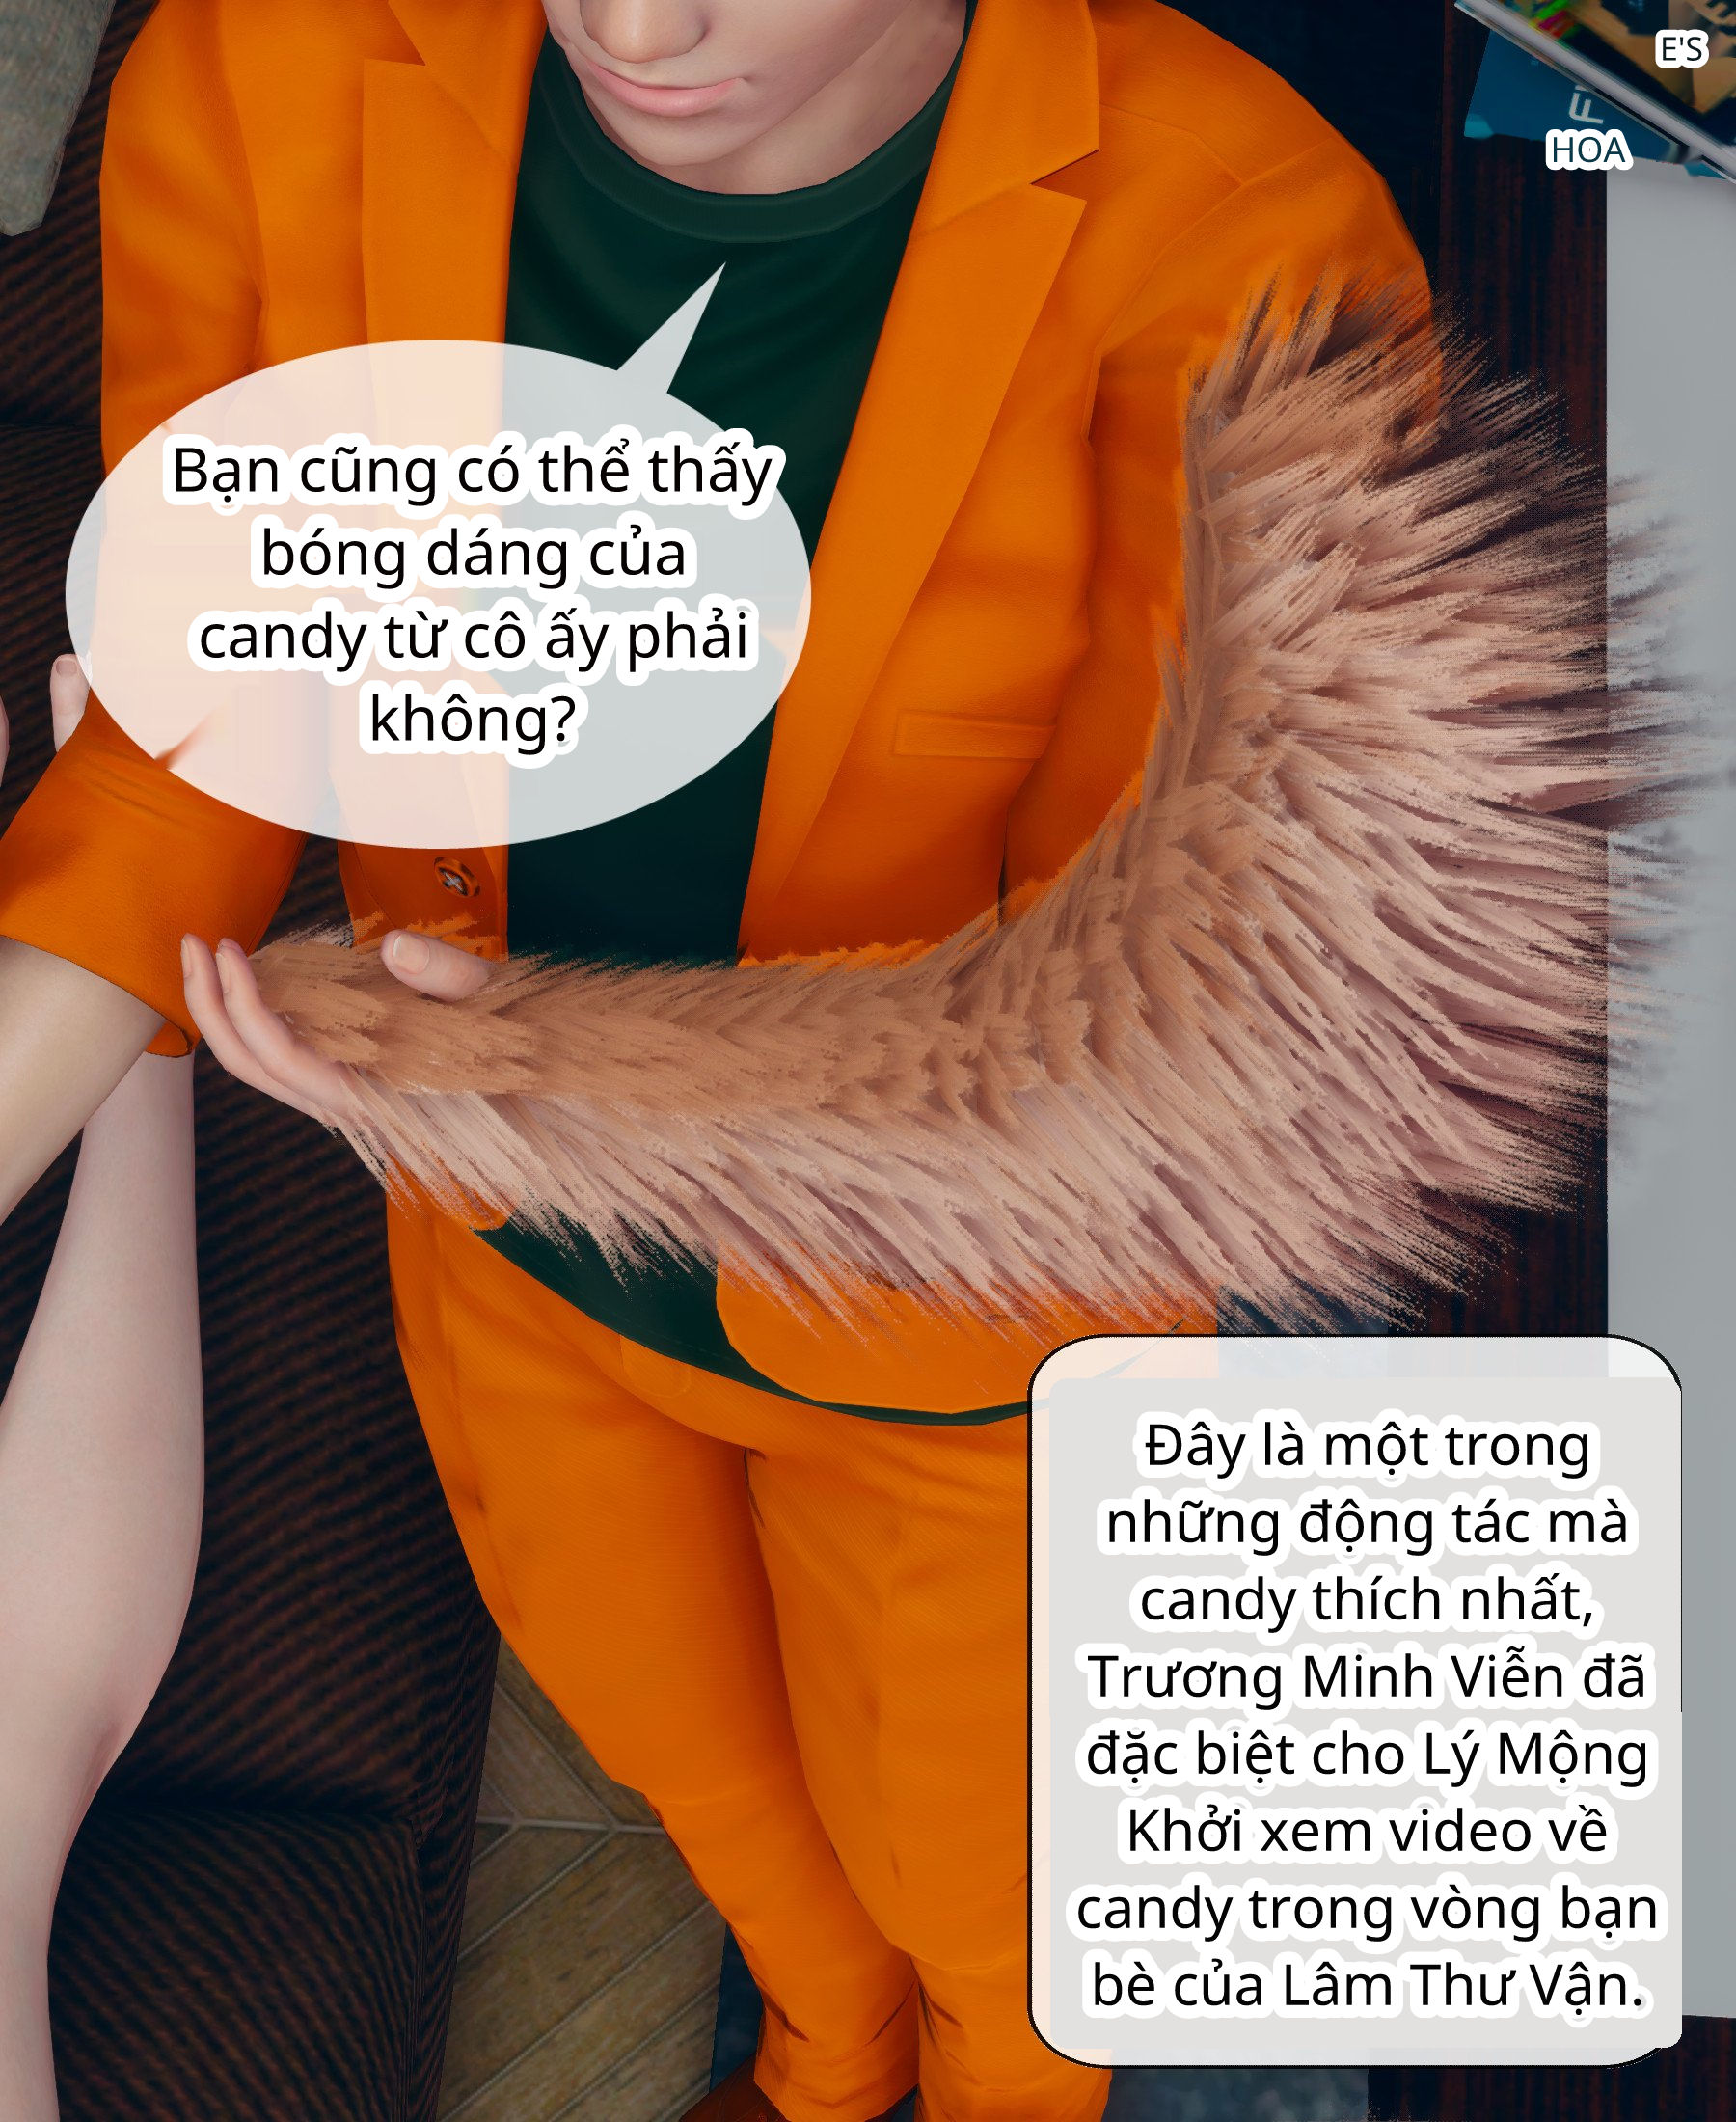 E'S
HOA
Bạn cũng có thể thấy
bóng dáng của
candy từ cô ấy phải
không?
Đây là một trong
những động tác mà
candy thích nhất,
Trương Minh Viễn đã
đặc biệt cho Lý Mộng
Khởi xem video về
candy trong vòng bạn
bè của Lâm Thư Vận.